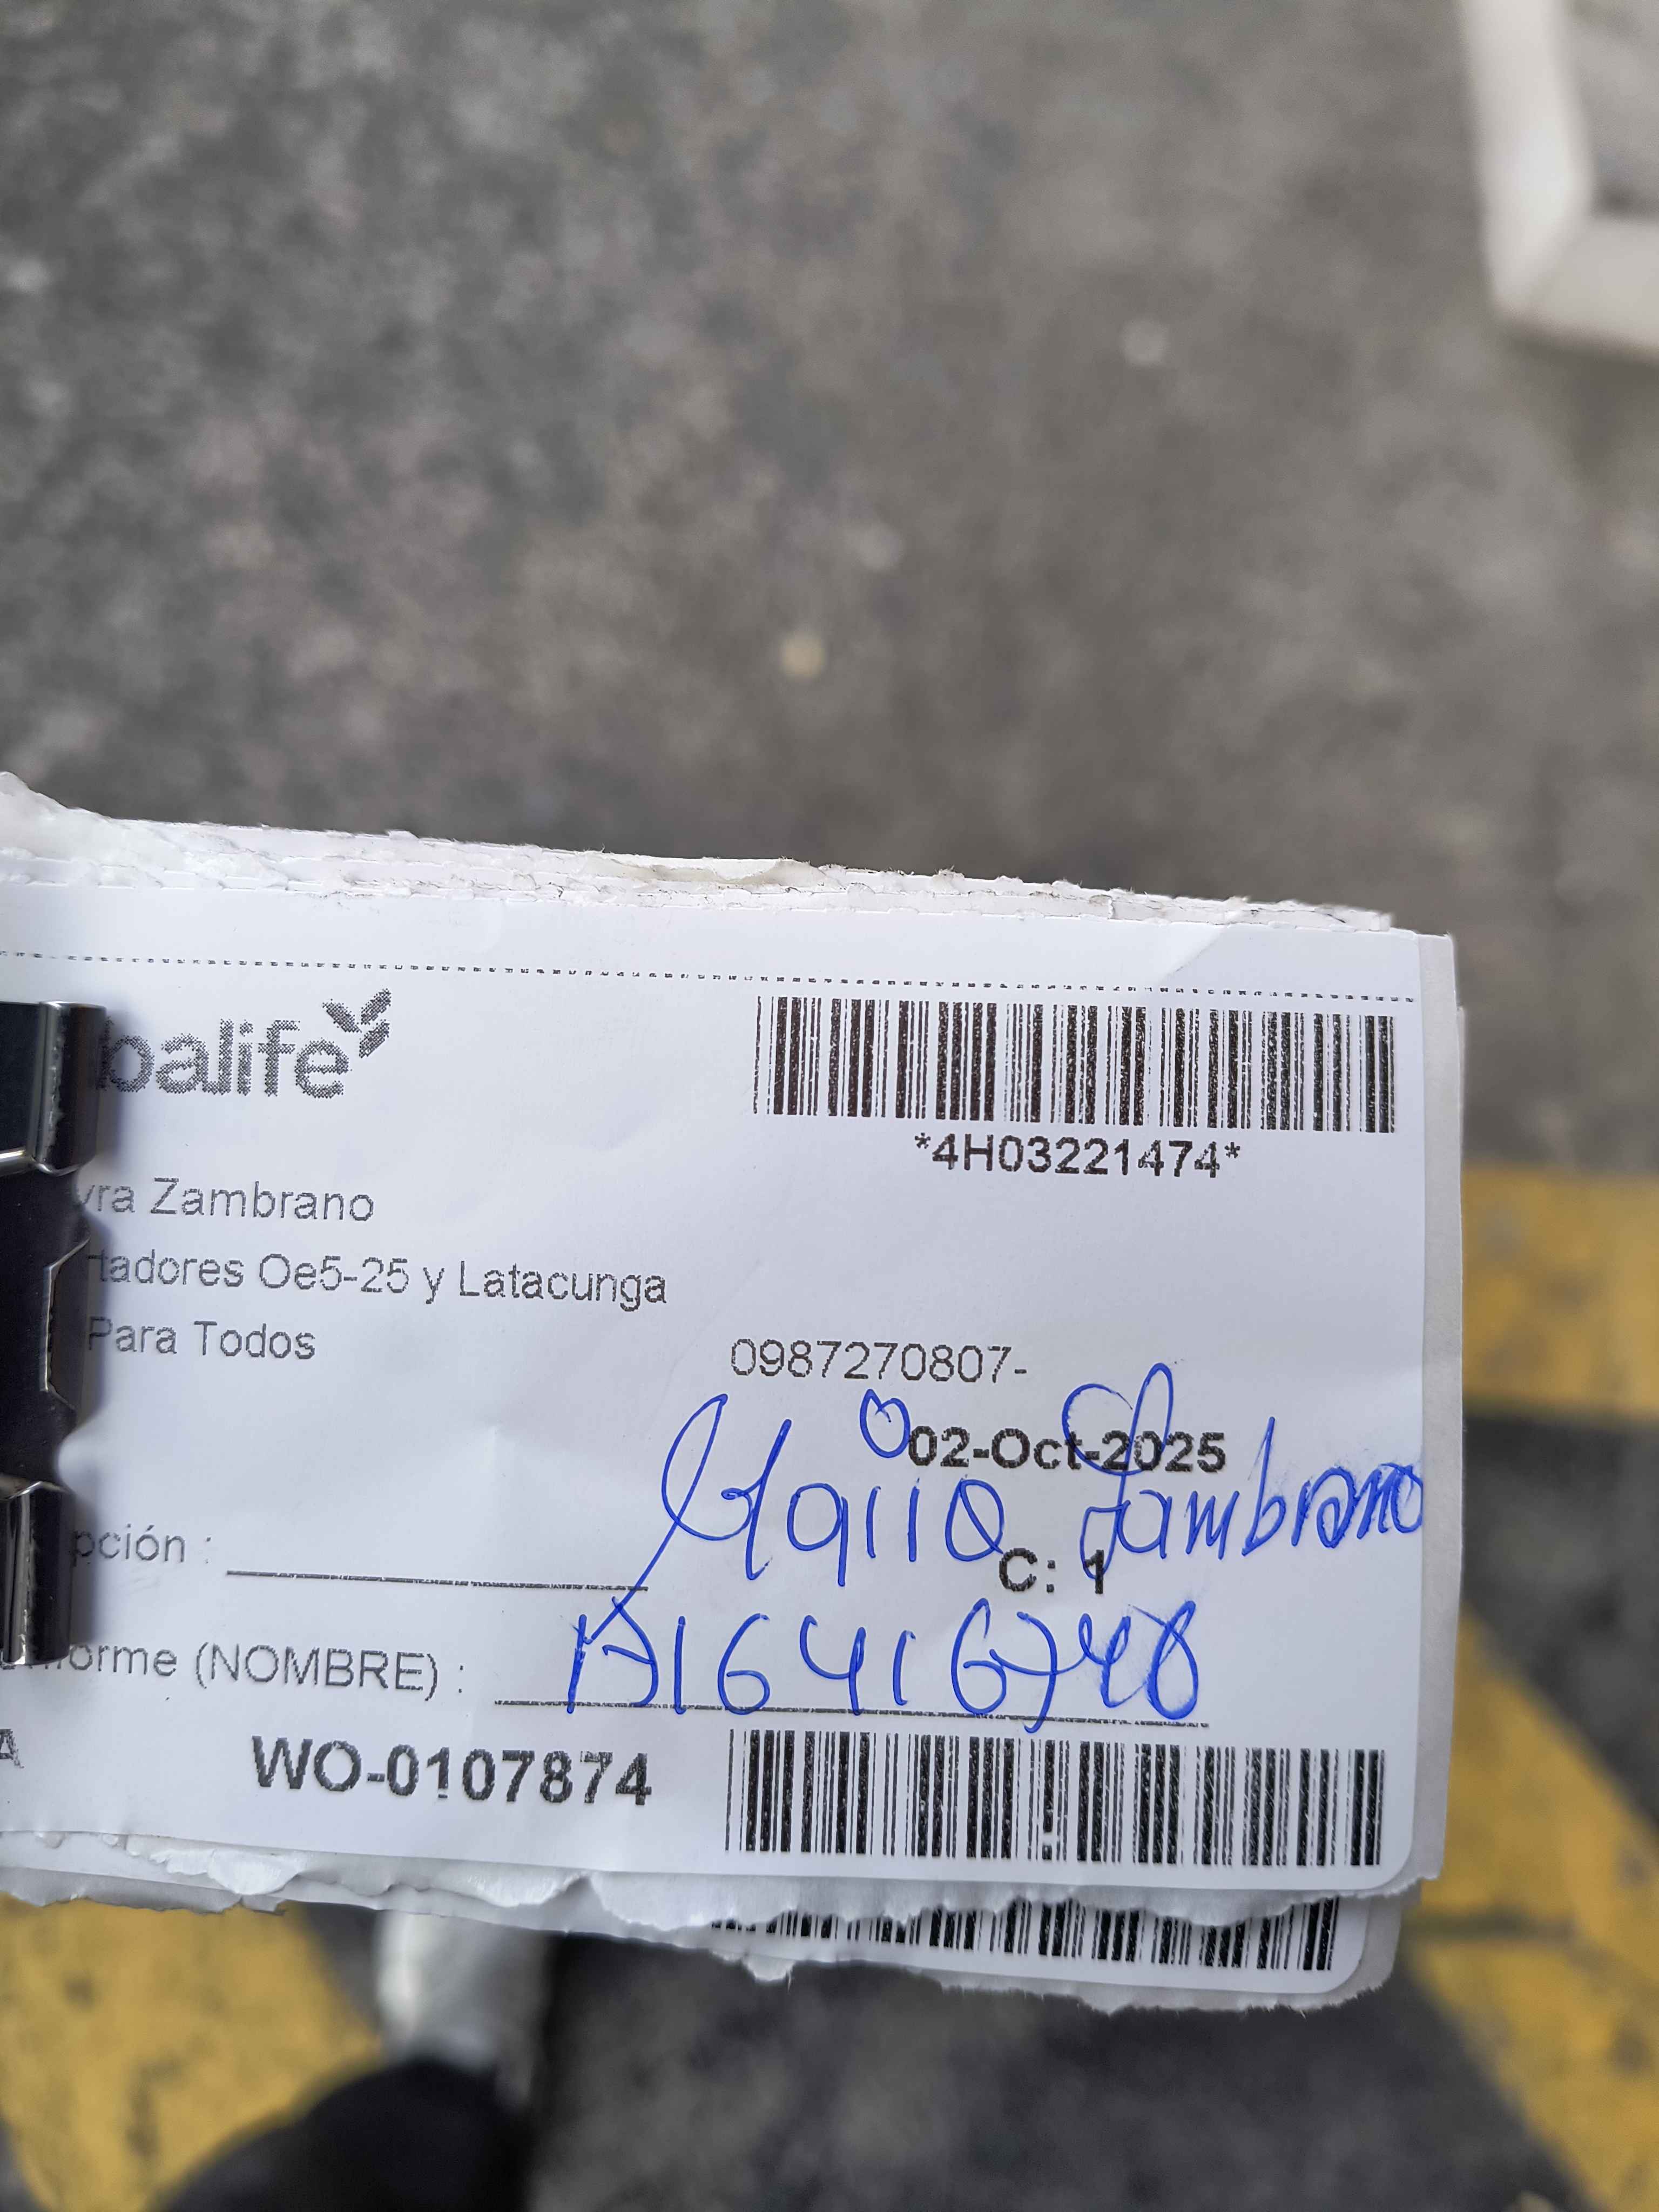 balife
*4H03221474*
yra Zambrano
tadores Oe5-25 y Latacunga
Para Todos
0987270807-
02-Oct-2025
Zambrano
C: 1
pción :
orme (NOMBRE) :
A
WO-0107874